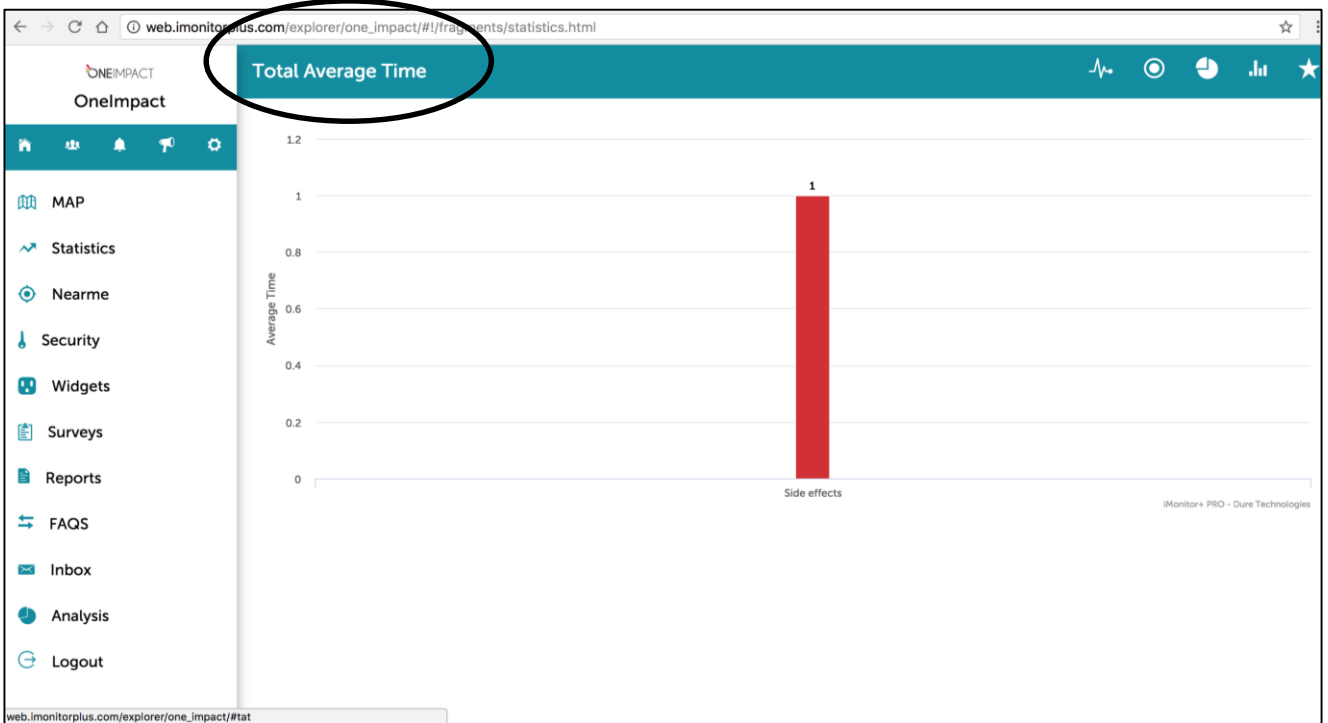 web.imonitorplus.com/explorer/one_impact/#!/fragments/statistics.html
ONEIMPACT
OneImpact
Total Average Time
MAP
Statistics
Nearme
Security
Widgets
Surveys
Reports
FAQS
Inbox
Analysis
Logout
1.2
1
0.8
0.6
0.4
0.2
0
Average Time
1
Side effects
iMonitor+ PRO - Dure Technologies
web.imonitorplus.com/explorer/one_impact/#tat